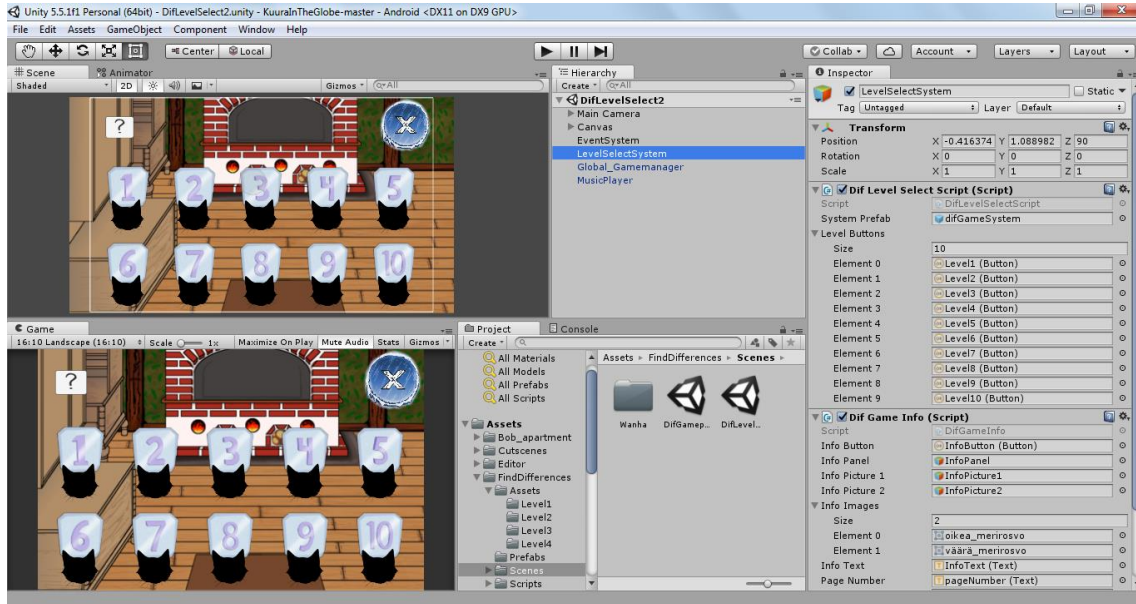 Unity 5.5.1f1 Personal (64bit) - DifLevelSelect2.unity - KuuraInTheGlobe-master - Android <DX11 on DX9 GPU>
File Edit Assets GameObject Component Window Help
Center Local Collab Account Layers Layout
Scene Animator
Shaded 2D Gizmos All
?
X
1 2 3 4 5
6 7 8 9 10
Hierarchy
Create All
DifLevelSelect2
Main Camera
Canvas
EventSystem
LevelSelectSystem
Global_Gamemanager
MusicPlayer
Game
16:10 Landscape (16:10) Scale 1x Maximize On Play Mute Audio Stats Gizmos
?
X
1 2 3 4 5
6 7 8 9 10
Project Console
Create
All Materials
All Models
All Prefabs
All Scripts
Assets
Bob_apartment
Cutscenes
Editor
FindDifferences
Assets
Level1
Level2
Level3
Level4
Prefabs
Scenes
Scripts
Assets FindDifferences Scenes
Wanha DifGamep... DifLevel...
Inspector
LevelSelectSystem Static
Tag Untagged Layer Default
Transform
Position X -0.416374 Y 1.088982 Z 90
Rotation X 0 Y 0 Z 0
Scale X 1 Y 1 Z 1
Dif Level Select Script (Script)
Script DifLevelSelectScript
System Prefab difGameSystem
Level Buttons
Size 10
Element 0 Level1 (Button)
Element 1 Level2 (Button)
Element 2 Level3 (Button)
Element 3 Level4 (Button)
Element 4 Level5 (Button)
Element 5 Level6 (Button)
Element 6 Level7 (Button)
Element 7 Level8 (Button)
Element 8 Level9 (Button)
Element 9 Level10 (Button)
Dif Game Info (Script)
Script DifGameInfo
Info Button InfoButton (Button)
Info Panel InfoPanel
Info Picture 1 InfoPicture1
Info Picture 2 InfoPicture2
Info Images
Size 2
Element 0 oikea_merirosvo
Element 1 väärä_merirosvo
Info Text InfoText (Text)
Page Number pageNumber (Text)